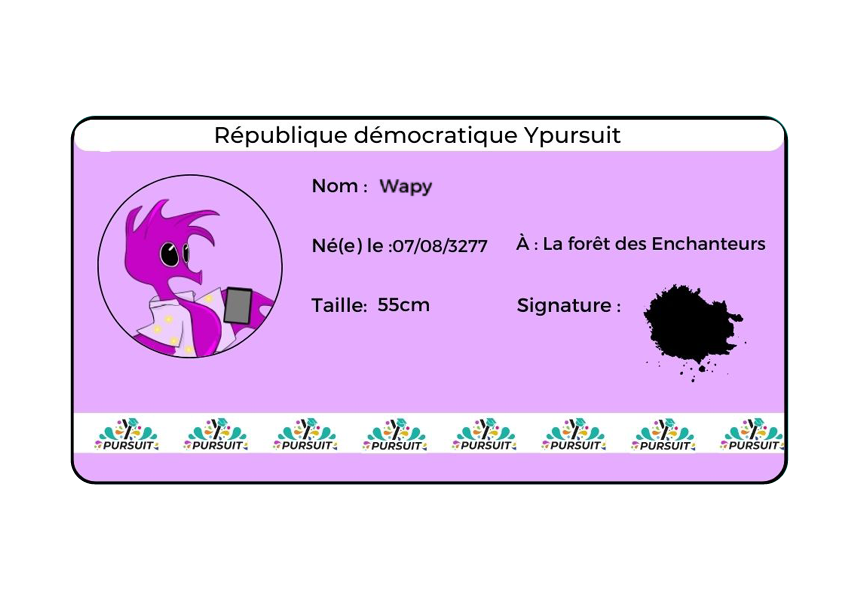 République démocratique Ypursuit
Nom : Wapy
Né(e) le :07/08/3277 À : La forêt des Enchanteurs
Taille: 55cm Signature :
Y PURSUIT Y PURSUIT Y PURSUIT Y PURSUIT Y PURSUIT Y PURSUIT Y PURSUIT Y PURSUIT